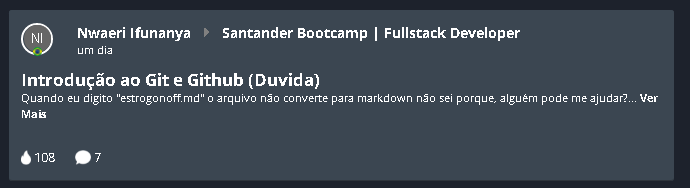 NI
Nwaeri Ifunanya Santander Bootcamp | Fullstack Developer
um dia
Introdução ao Git e Github (Duvida)
Quando eu digito "estrogonoff.md" o arquivo não converte para markdown não sei porque, alguém pode me ajudar?... Ver
Mais
108 7